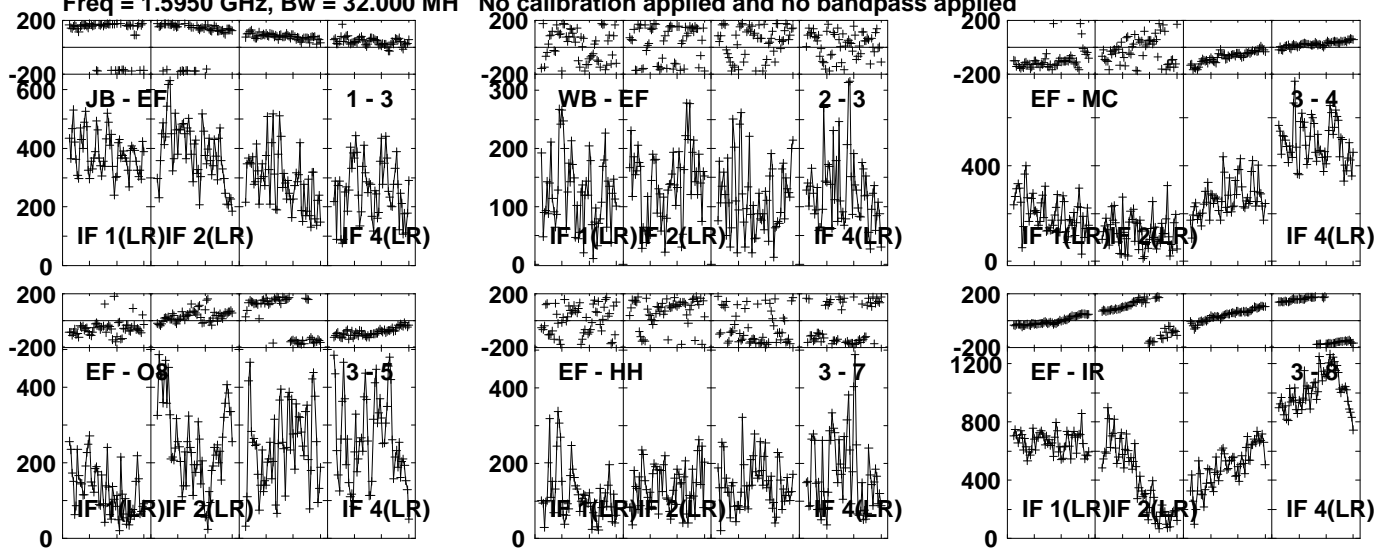 Freq = 1.5950 GHz, Bw = 32.000 MH No calibration applied and no bandpass applied
200
-200
600
400
200
0
JB - EF 1 - 3
IF 1(LR) IF 2(LR) IF 4(LR)
200
-200
300
200
100
0
WB - EF 2 - 3
IF 1(LR) IF 2(LR) IF 4(LR)
200
-200
400
0
EF - MC 3 - 4
IF 1(LR) IF 2(LR) IF 4(LR)
200
-200
400
200
0
EF - O8 3 - 5
IF 1(LR) IF 2(LR) IF 4(LR)
200
-200
400
200
0
EF - HH 3 - 7
IF 1(LR) IF 2(LR) IF 4(LR)
200
-200
1200
800
400
0
EF - IR 3 - 8
IF 1(LR) IF 2(LR) IF 4(LR)